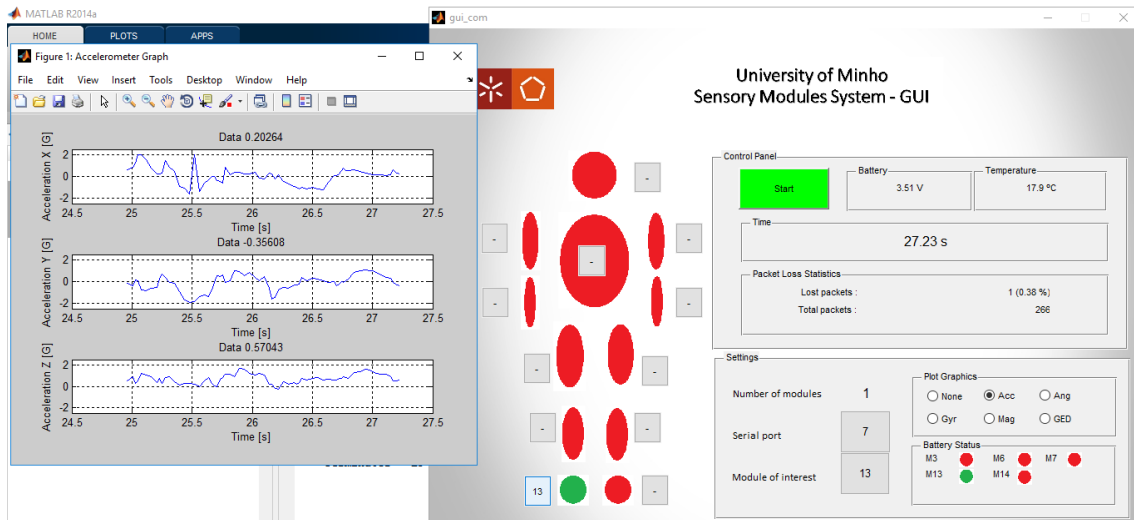 MATLAB R2014a
HOME PLOTS APPS
Figure 1: Accelerometer Graph
File Edit View Insert Tools Desktop Window Help
Data 0.20264
Acceleration X [G]
2
0
-2
24.5 25 25.5 26 26.5 27 27.5
Time [s]
Data -0.35608
Acceleration Y [G]
2
0
-2
24.5 25 25.5 26 26.5 27 27.5
Time [s]
Data 0.57043
Acceleration Z [G]
2
0
-2
24.5 25 25.5 26 26.5 27 27.5
Time [s]
gui_com
University of Minho
Sensory Modules System - GUI
-
- -
-
- -
- -
- -
13 -
Control Panel
Start
Battery
3.51 V
Temperature
17.9 ºC
Time
27.23 s
Packet Loss Statistics
Lost packets : 1 (0.38 %)
Total packets : 266
Settings
Number of modules 1
Serial port 7
Module of interest 13
Plot Graphics
None Acc Ang
Gyr Mag GED
Battery Status
M3 M6 M7
M13 M14